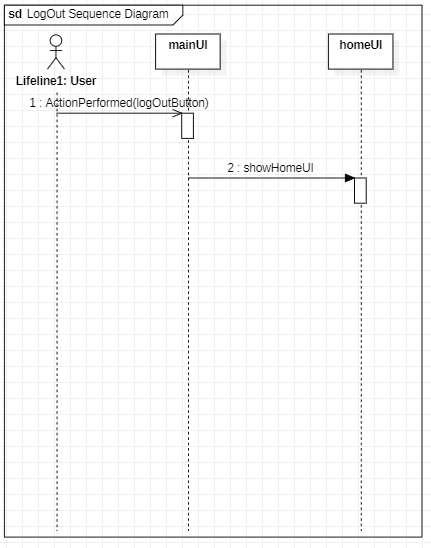 sd LogOut Sequence Diagram
mainUI
homeUI
Lifeline1: User
1 : ActionPerformed(logOutButton)
2 : showHomeUI